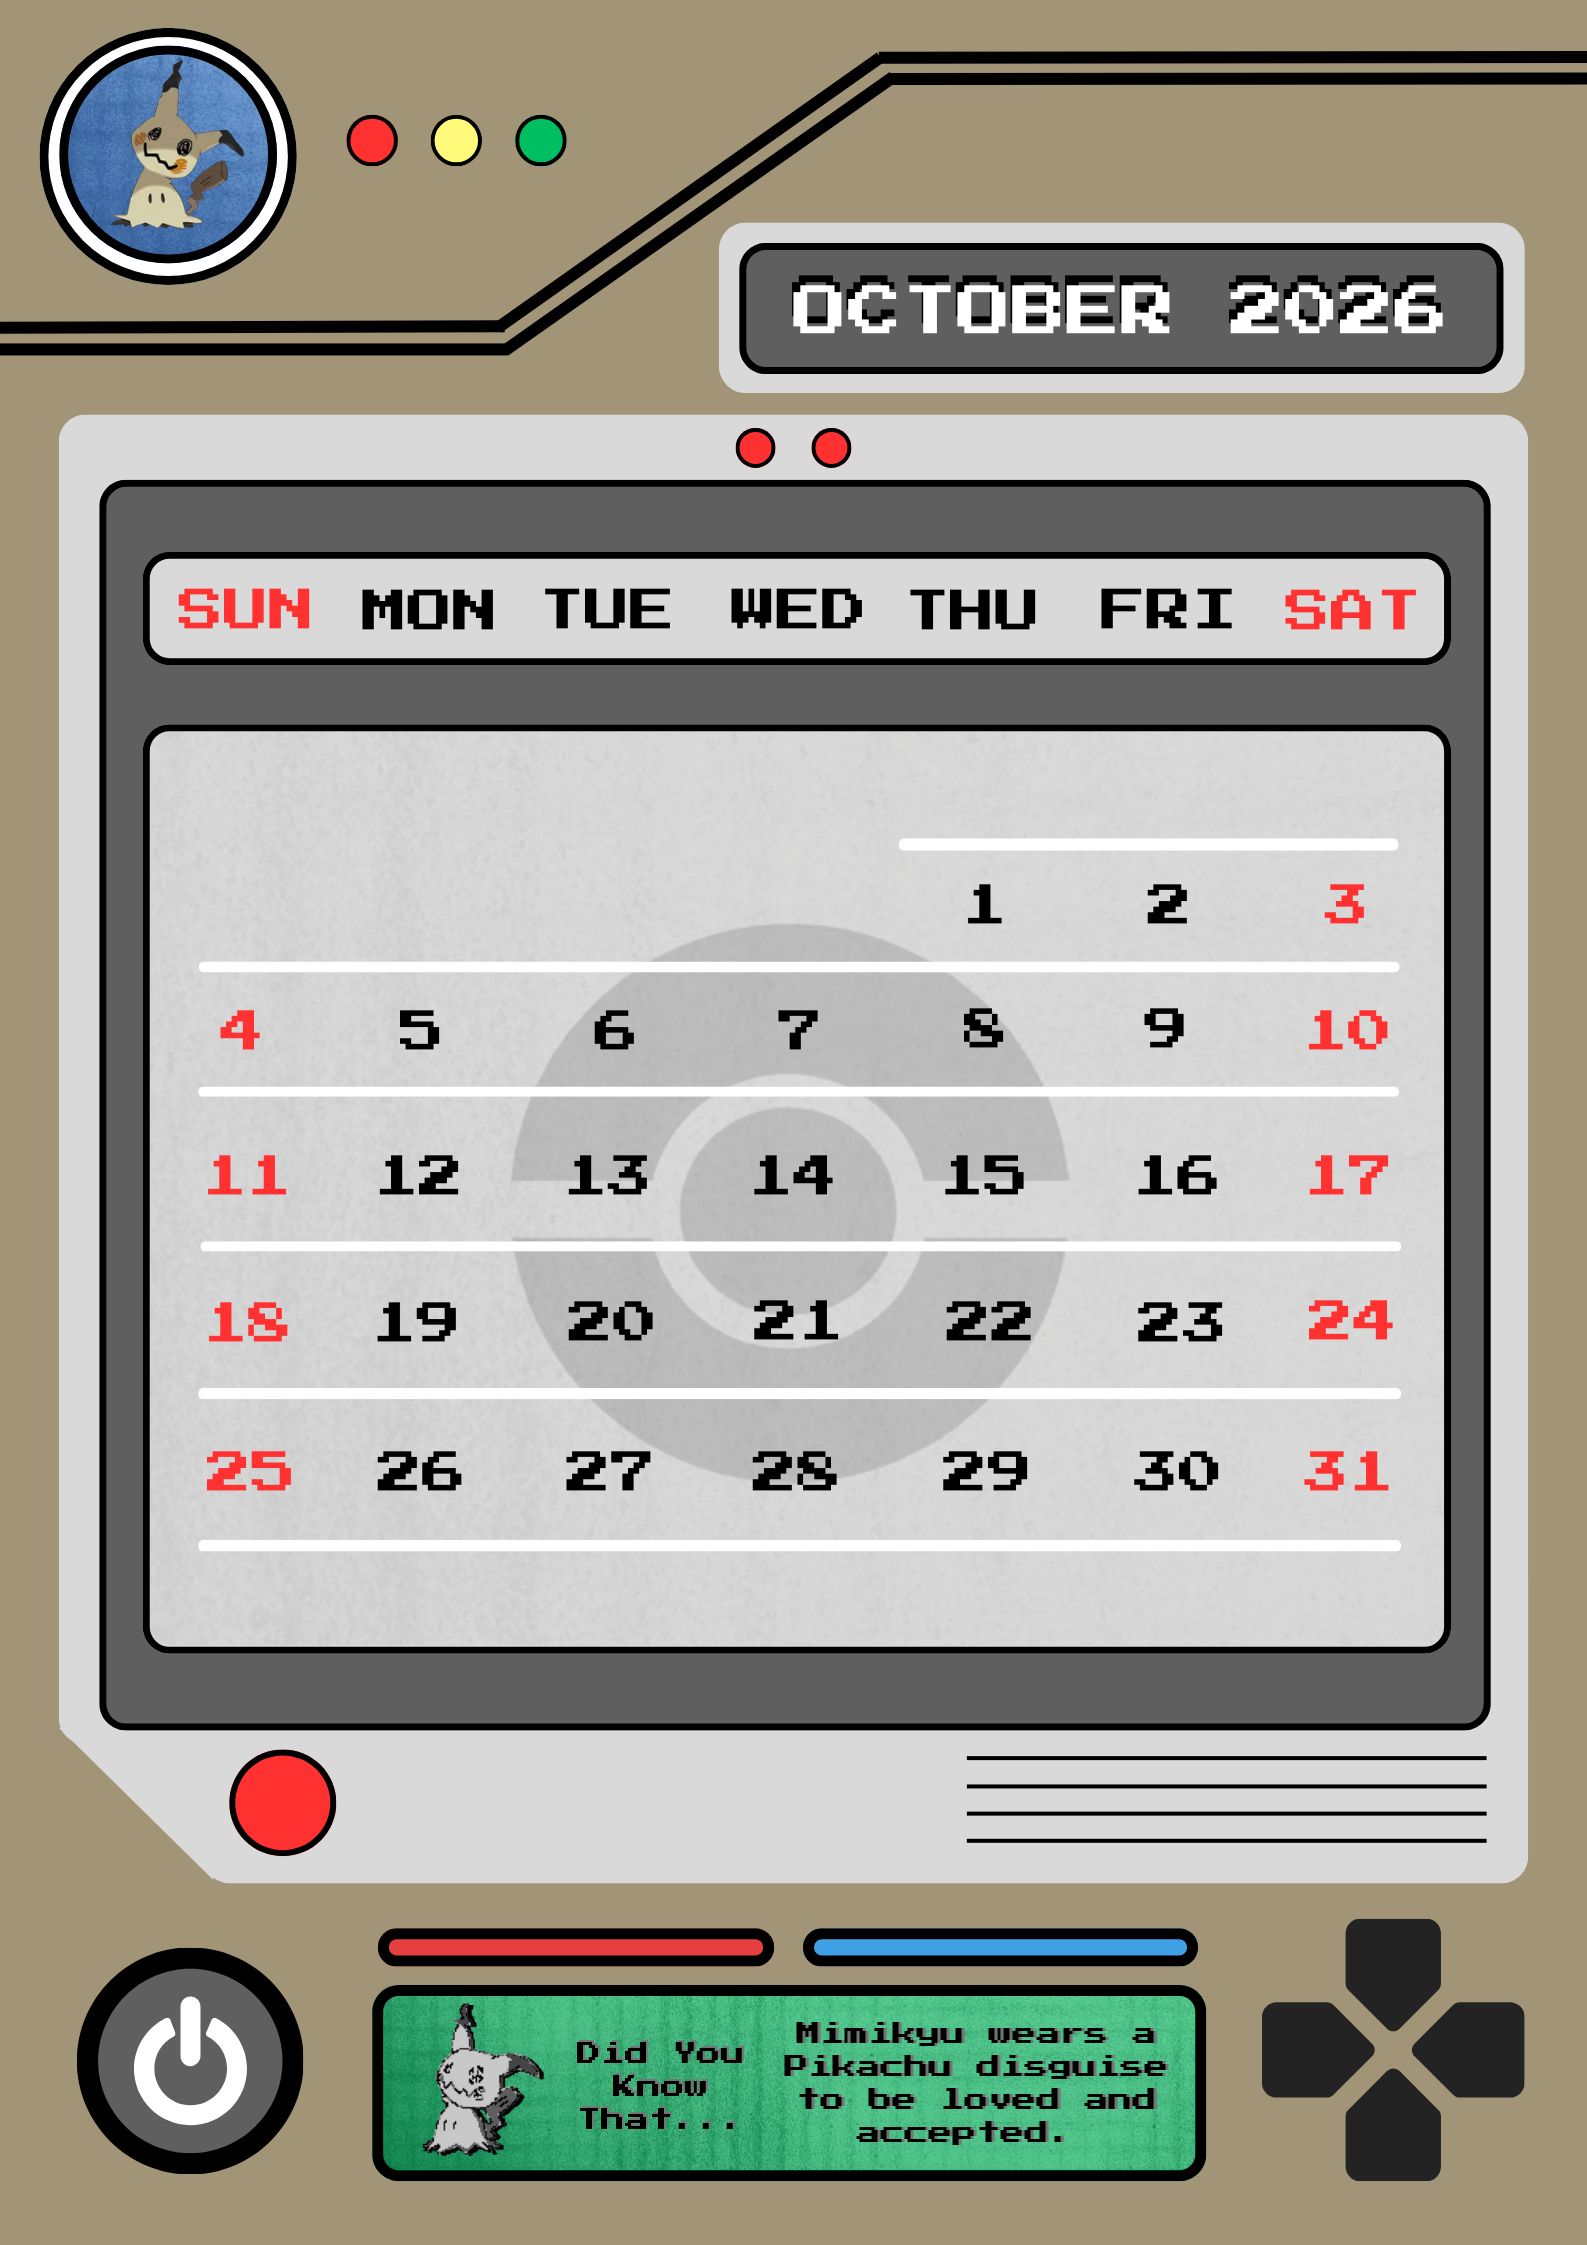 OCTOBER 2026
SUN MON TUE WED THU FRI SAT
1 2 3
4 5 6 7 8 9 10
11 12 13 14 15 16 17
18 19 20 21 22 23 24
25 26 27 28 29 30 31
Did You
Know
That...
Mimikyu wears a
Pikachu disguise
to be loved and
accepted.